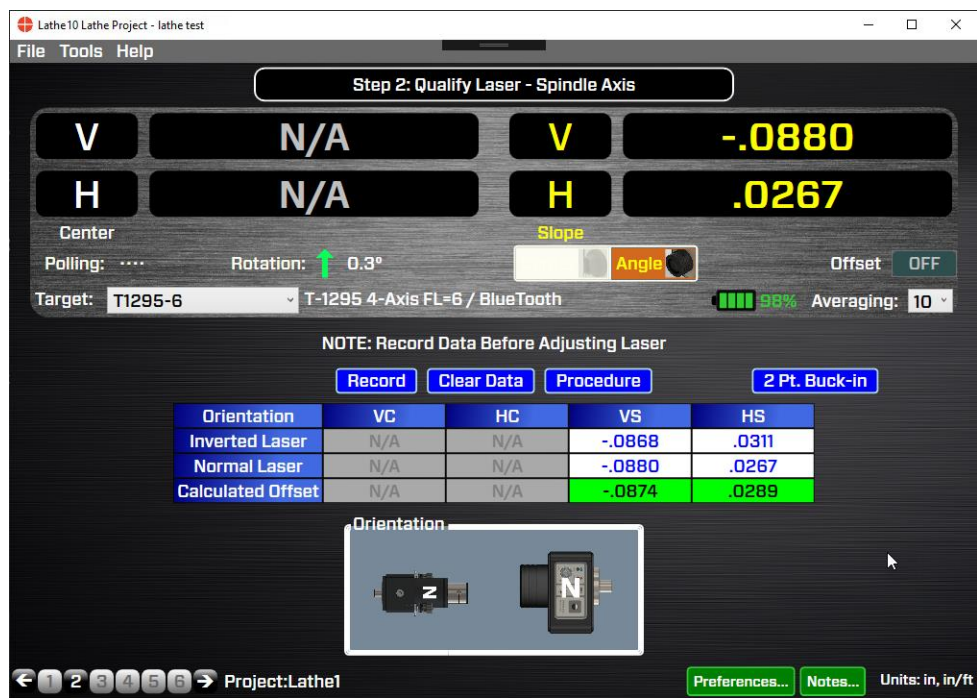 Lathe10 Lathe Project - lathe test
File Tools Help
Step 2: Qualify Laser - Spindle Axis
V N/A V -.0880
H N/A H .0267
Center Slope
Polling: ···· Rotation: 0.3° Angle Offset OFF
Target: T1295-6 T-1295 4-Axis FL=6 / BlueTooth 98% Averaging: 10
NOTE: Record Data Before Adjusting Laser
Record Clear Data Procedure 2 Pt. Buck-in
Orientation VC HC VS HS
Inverted Laser N/A N/A -.0868 .0311
Normal Laser N/A N/A -.0880 .0267
Calculated Offset N/A N/A -.0874 .0289
Orientation
N N
1 2 3 4 5 6 Project:Lathe1 Preferences... Notes... Units: in, in/ft